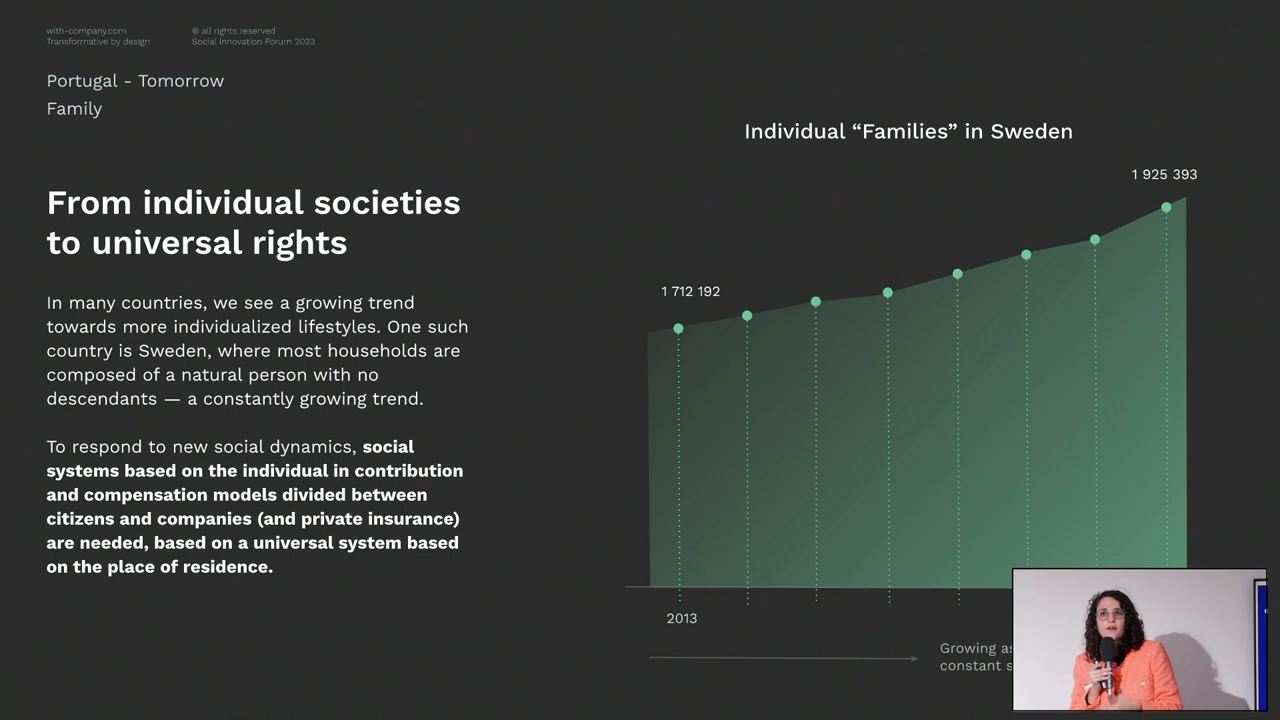 with-company.com
Transformative by design
® all rights reserved
Social Innovation Forum 2023
Portugal - Tomorrow
Family
From individual societies
to universal rights
In many countries, we see a growing trend
towards more individualized lifestyles. One such
country is Sweden, where most households are
composed of a natural person with no
descendants — a constantly growing trend.
To respond to new social dynamics, social
systems based on the individual in contribution
and compensation models divided between
citizens and companies (and private insurance)
are needed, based on a universal system based
on the place of residence.
Individual “Families” in Sweden
1 925 393
1 712 192
2013
Growing
constant